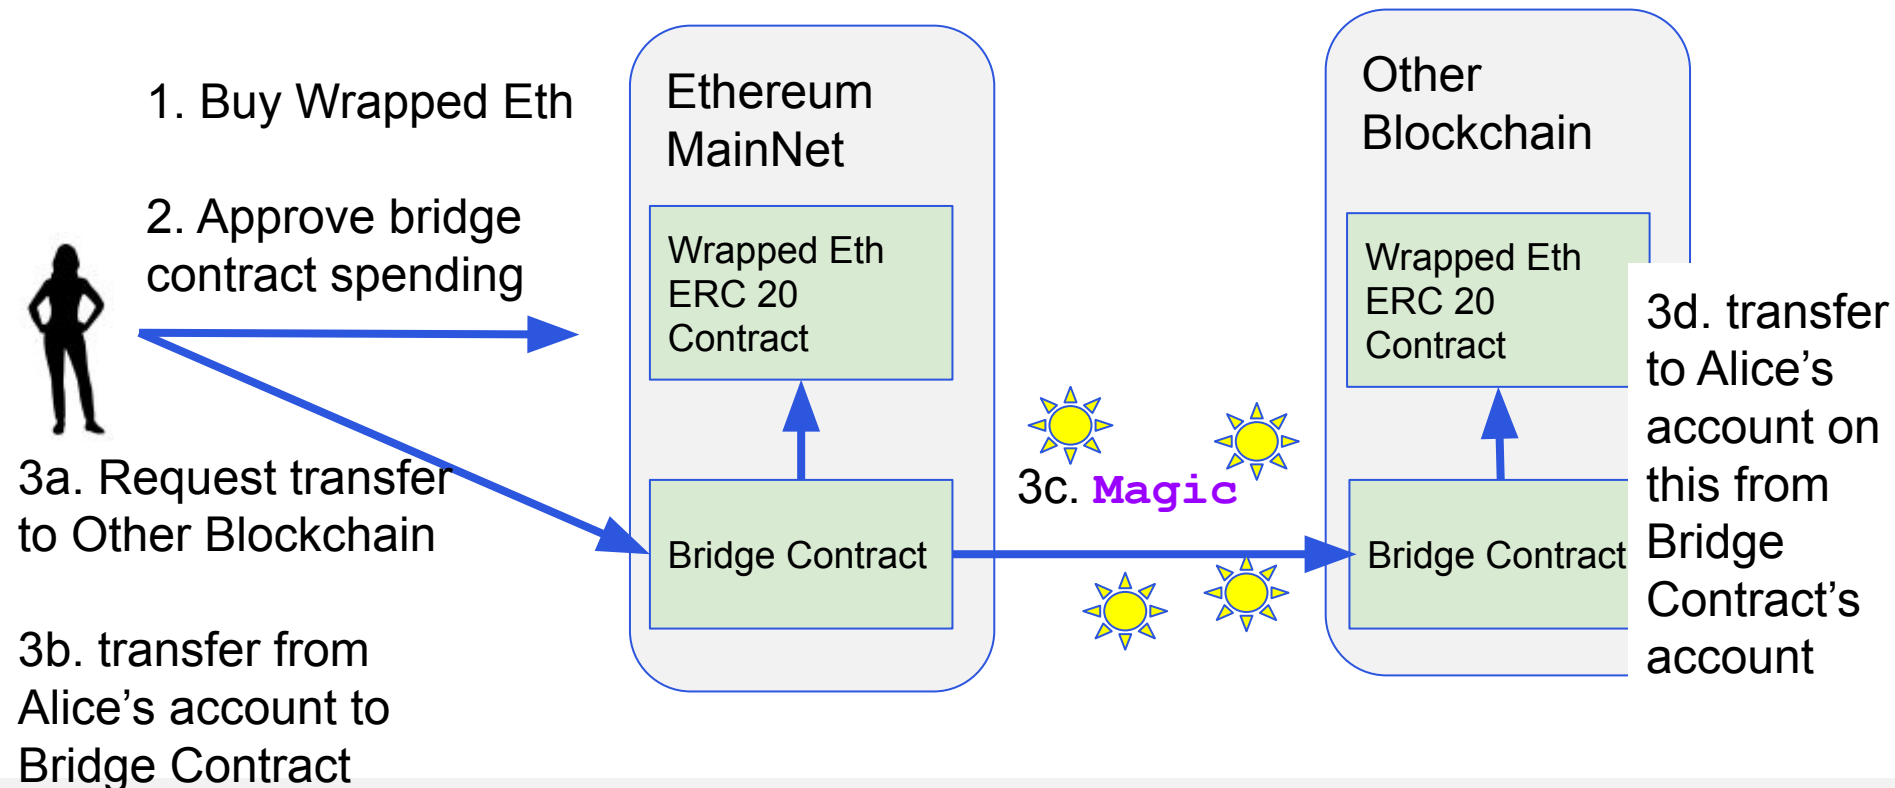 1. Buy Wrapped Eth
2. Approve bridge
contract spending
3a. Request transfer
to Other Blockchain
3b. transfer from
Alice’s account to
Bridge Contract
Ethereum
MainNet
Wrapped Eth
ERC 20
Contract
Bridge Contract
3c. Magic
Other
Blockchain
Wrapped Eth
ERC 20
Contract
Bridge Contract
3d. transfer
to Alice’s
account on
this from
Bridge
Contract’s
account